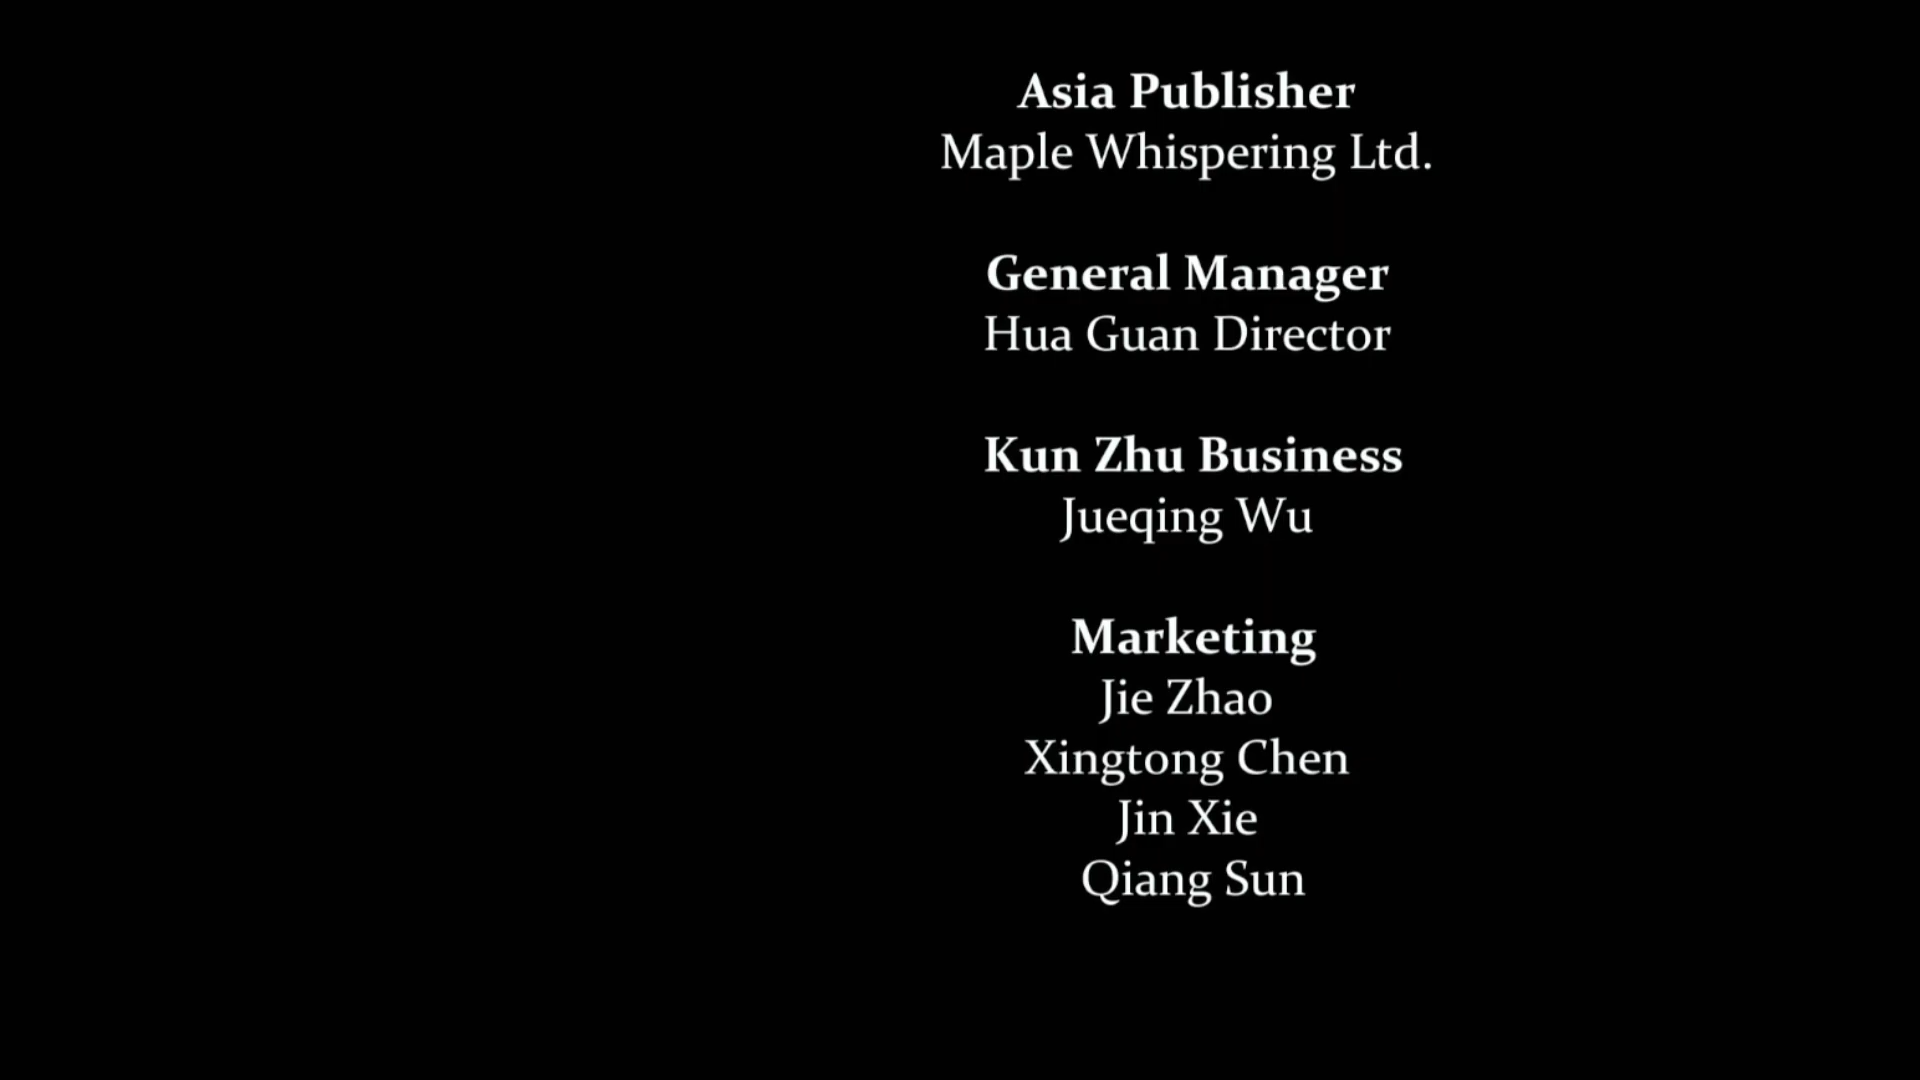 Asia Publisher
Maple Whispering Ltd.
General Manager
Hua Guan Director
Kun Zhu Business
Jueqing Wu
Marketing
Jie Zhao
Xingtong Chen
Jin Xie
Qiang Sun